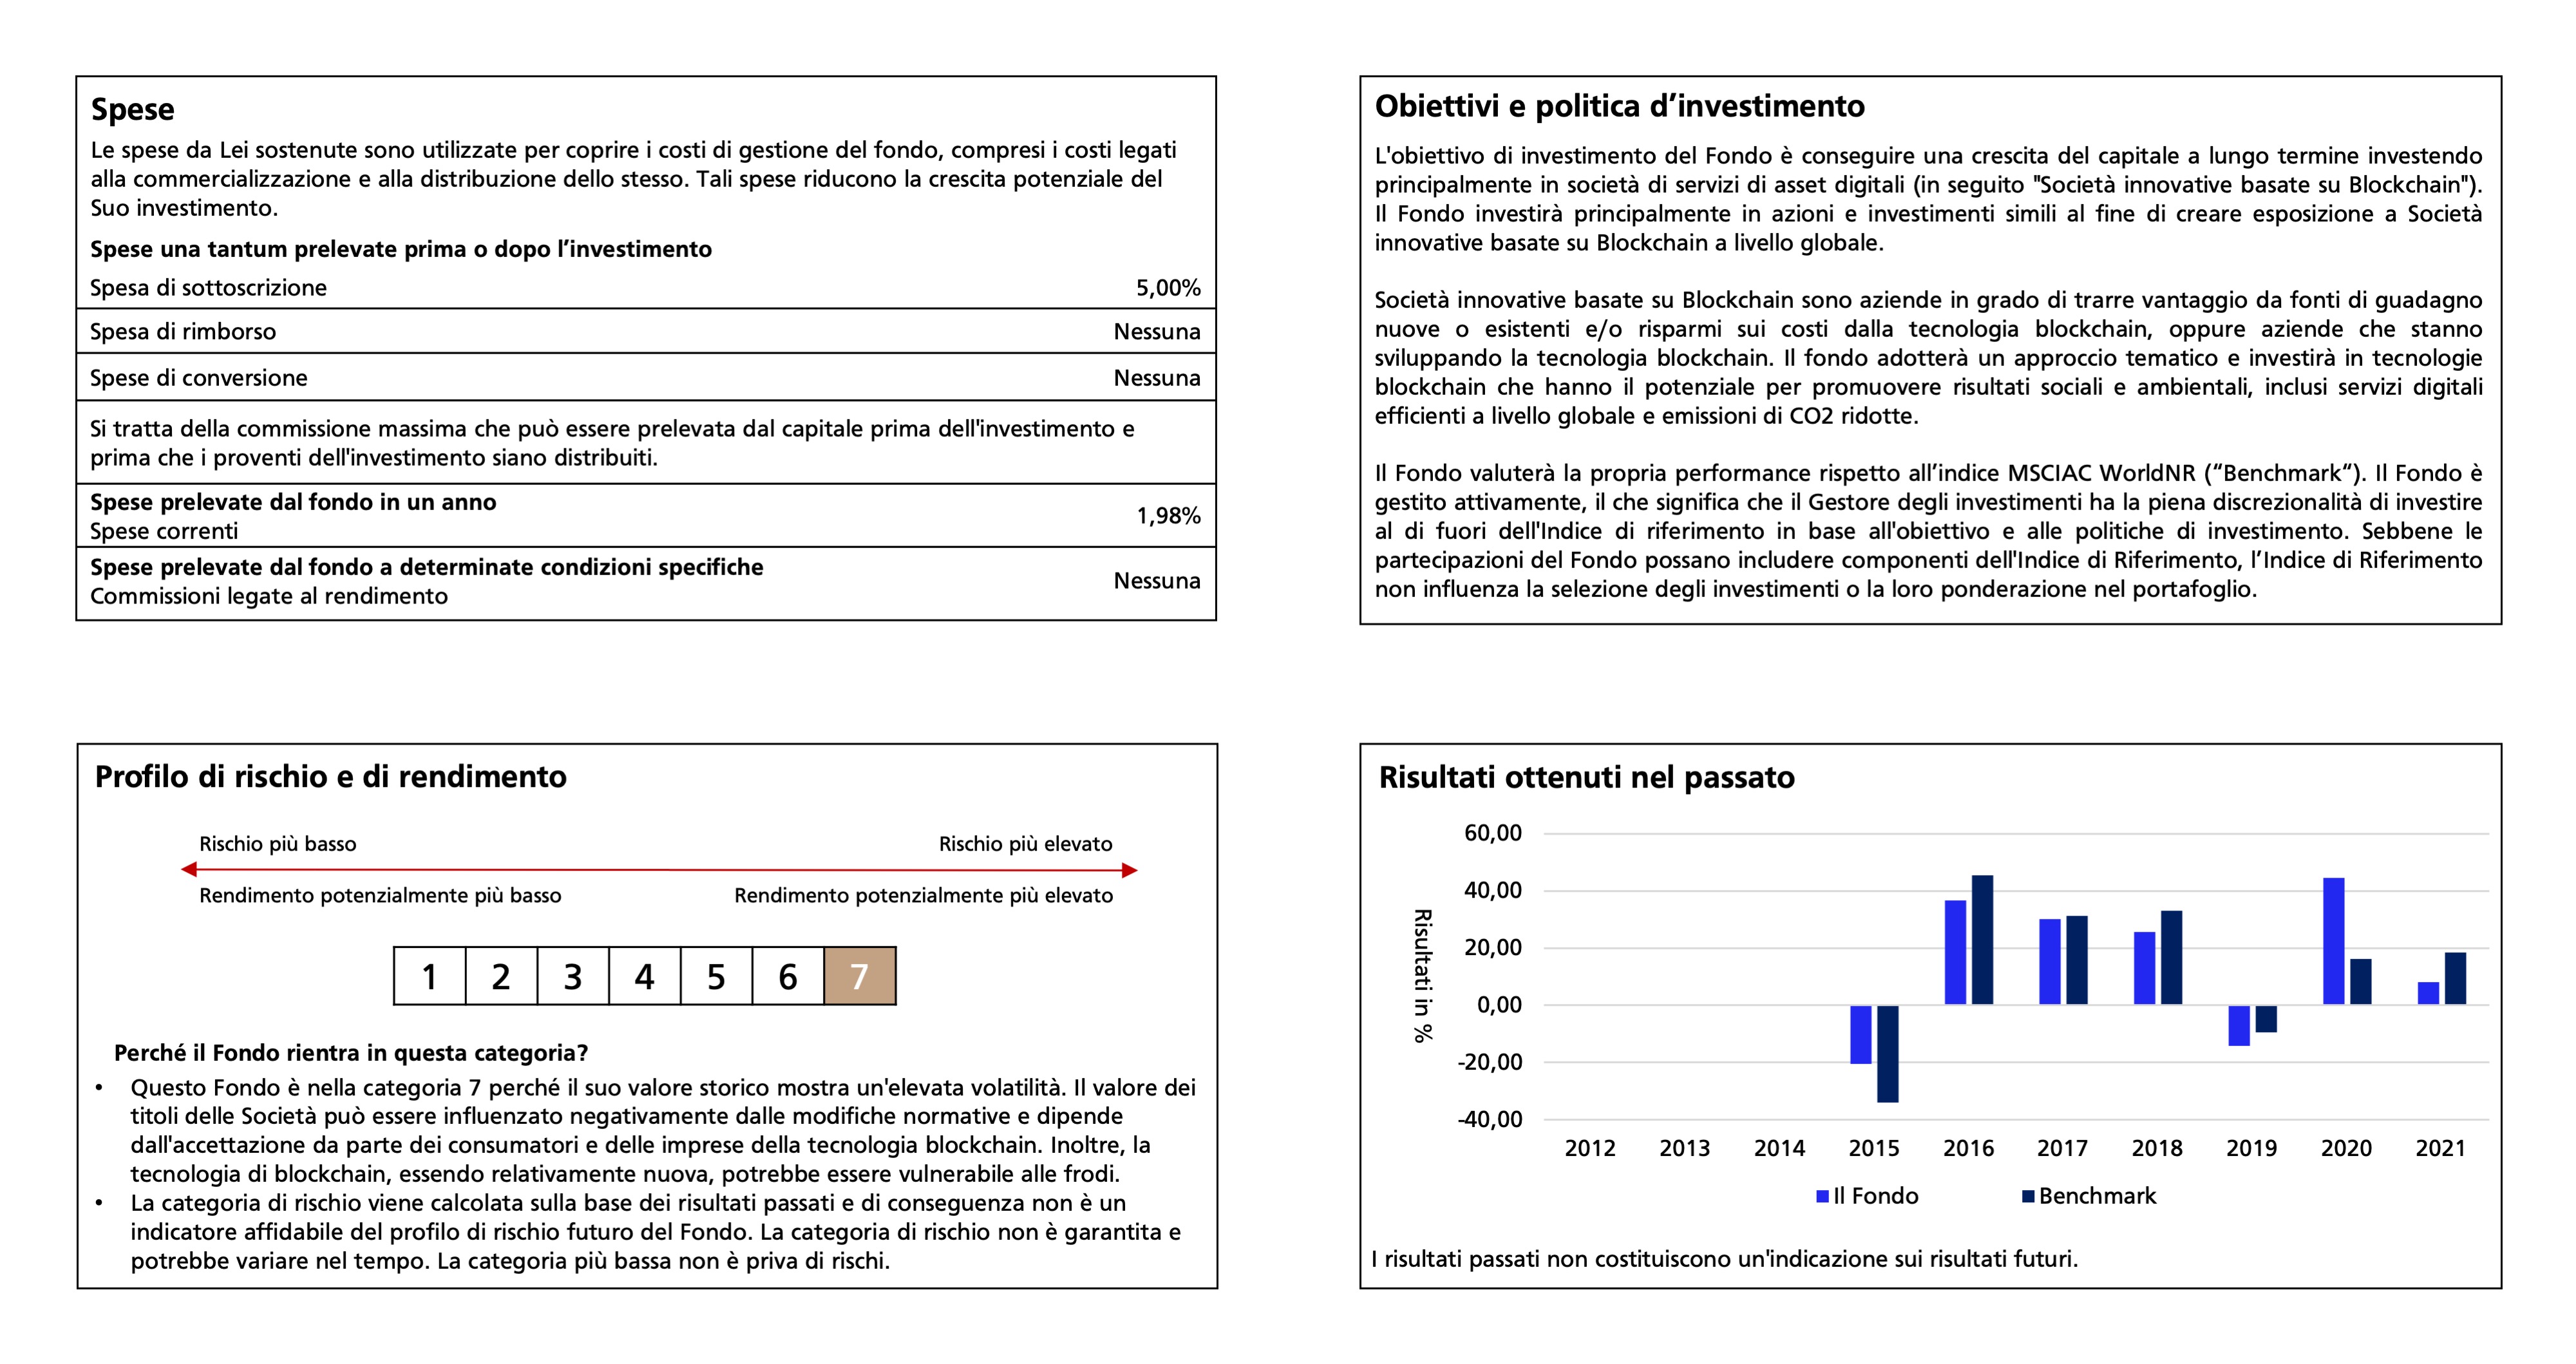 Spese
Le spese da Lei sostenute sono utilizzate per coprire i costi di gestione del fondo, compresi i costi legati
alla commercializzazione e alla distribuzione dello stesso. Tali spese riducono la crescita potenziale del
Suo investimento.
Spese una tantum prelevate prima o dopo l’investimento
Spesa di sottoscrizione 5,00%
Spesa di rimborso Nessuna
Spese di conversione Nessuna
Si tratta della commissione massima che può essere prelevata dal capitale prima dell'investimento e
prima che i proventi dell'investimento siano distribuiti.
Spese prelevate dal fondo in un anno
Spese correnti 1,98%
Spese prelevate dal fondo a determinate condizioni specifiche
Commissioni legate al rendimento Nessuna
Obiettivi e politica d’investimento
L'obiettivo di investimento del Fondo è conseguire una crescita del capitale a lungo termine investendo
principalmente in società di servizi di asset digitali (in seguito "Società innovative basate su Blockchain").
Il Fondo investirà principalmente in azioni e investimenti simili al fine di creare esposizione a Società
innovative basate su Blockchain a livello globale.
Società innovative basate su Blockchain sono aziende in grado di trarre vantaggio da fonti di guadagno
nuove o esistenti e/o risparmi sui costi dalla tecnologia blockchain, oppure aziende che stanno
sviluppando la tecnologia blockchain. Il fondo adotterà un approccio tematico e investirà in tecnologie
blockchain che hanno il potenziale per promuovere risultati sociali e ambientali, inclusi servizi digitali
efficienti a livello globale e emissioni di CO2 ridotte.
Il Fondo valuterà la propria performance rispetto all’indice MSCIAC WorldNR (“Benchmark“). Il Fondo è
gestito attivamente, il che significa che il Gestore degli investimenti ha la piena discrezionalità di investire
al di fuori dell'Indice di riferimento in base all'obiettivo e alle politiche di investimento. Sebbene le
partecipazioni del Fondo possano includere componenti dell'Indice di Riferimento, l’Indice di Riferimento
non influenza la selezione degli investimenti o la loro ponderazione nel portafoglio.
Profilo di rischio e di rendimento
Rischio più basso Rischio più elevato
Rendimento potenzialmente più basso Rendimento potenzialmente più elevato
1 2 3 4 5 6 7
Perché il Fondo rientra in questa categoria?
• Questo Fondo è nella categoria 7 perché il suo valore storico mostra un'elevata volatilità. Il valore dei
titoli delle Società può essere influenzato negativamente dalle modifiche normative e dipende
dall'accettazione da parte dei consumatori e delle imprese della tecnologia blockchain. Inoltre, la
tecnologia di blockchain, essendo relativamente nuova, potrebbe essere vulnerabile alle frodi.
• La categoria di rischio viene calcolata sulla base dei risultati passati e di conseguenza non è un
indicatore affidabile del profilo di rischio futuro del Fondo. La categoria di rischio non è garantita e
potrebbe variare nel tempo. La categoria più bassa non è priva di rischi.
Risultati ottenuti nel passato
Risultati in %
60,00
40,00
20,00
0,00
-20,00
-40,00
2012 2013 2014 2015 2016 2017 2018 2019 2020 2021
Il Fondo Benchmark
I risultati passati non costituiscono un'indicazione sui risultati futuri.